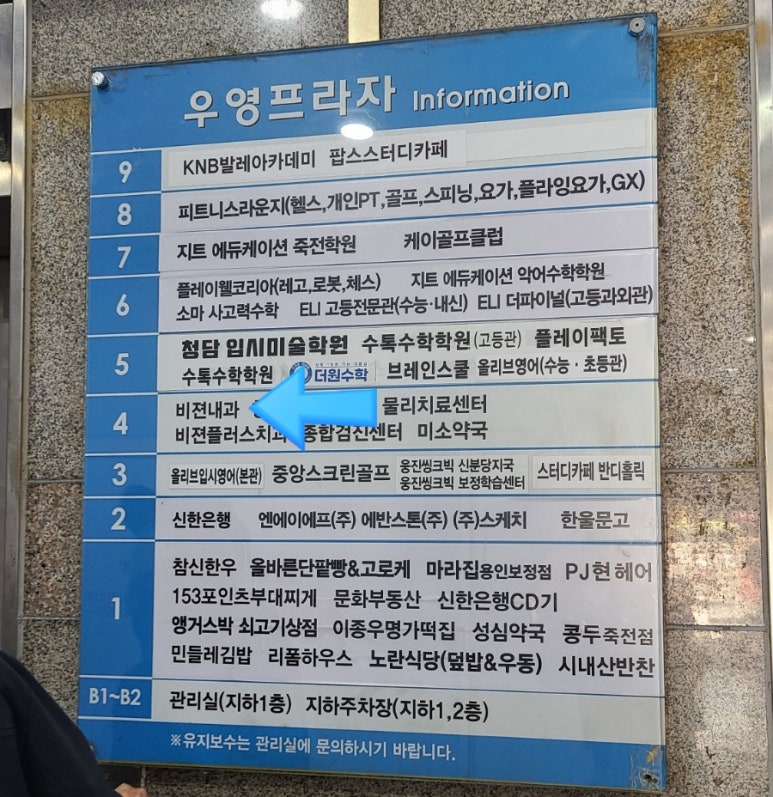 우영프라자 Information
9 KNB발레아카데미 팝스스터디카페
8 피트니스라운지(헬스,개인PT,골프,스피닝,요가,플라잉요가,GX)
7 지트 에듀케이션 죽전학원 케이골프클럽
6 플레이웰코리아(레고,로봇,체스) 지트 에듀케이션 악어수학학원
소마 사고력수학 ELI 고등전문관(수능·내신) ELI 더파이널(고등과외관)
5 청담 입시미술학원 수톡수학학원(고등관) 플레이팩토
수톡수학학원 더원수학 브레인스쿨 올리브영어(수능·초등관)
4 비젼내과 물리치료센터
비젼플러스치과 종합검진센터 미소약국
3 올리브입시영어(본관) 중앙스크린골프 웅진씽크빅 신분당지국 스터디카페 반디홀릭
웅진씽크빅 보정학습센터
2 신한은행 엔에이에프(주) 에반스톤(주) (주)스케치 한울문고
1 참신한우 올바른단팥빵&고로케 마라집용인보정점 PJ현헤어
153포인츠부대찌게 문화부동산 신한은행CD기
앵거스박 쇠고기상점 이종우명가떡집 성심약국 콩두죽전점
민들레김밥 리폼하우스 노란식당(덮밥&우동) 시내산반찬
B1~B2 관리실(지하1층) 지하주차장(지하1,2층)
※유지보수는 관리실에 문의하시기 바랍니다.